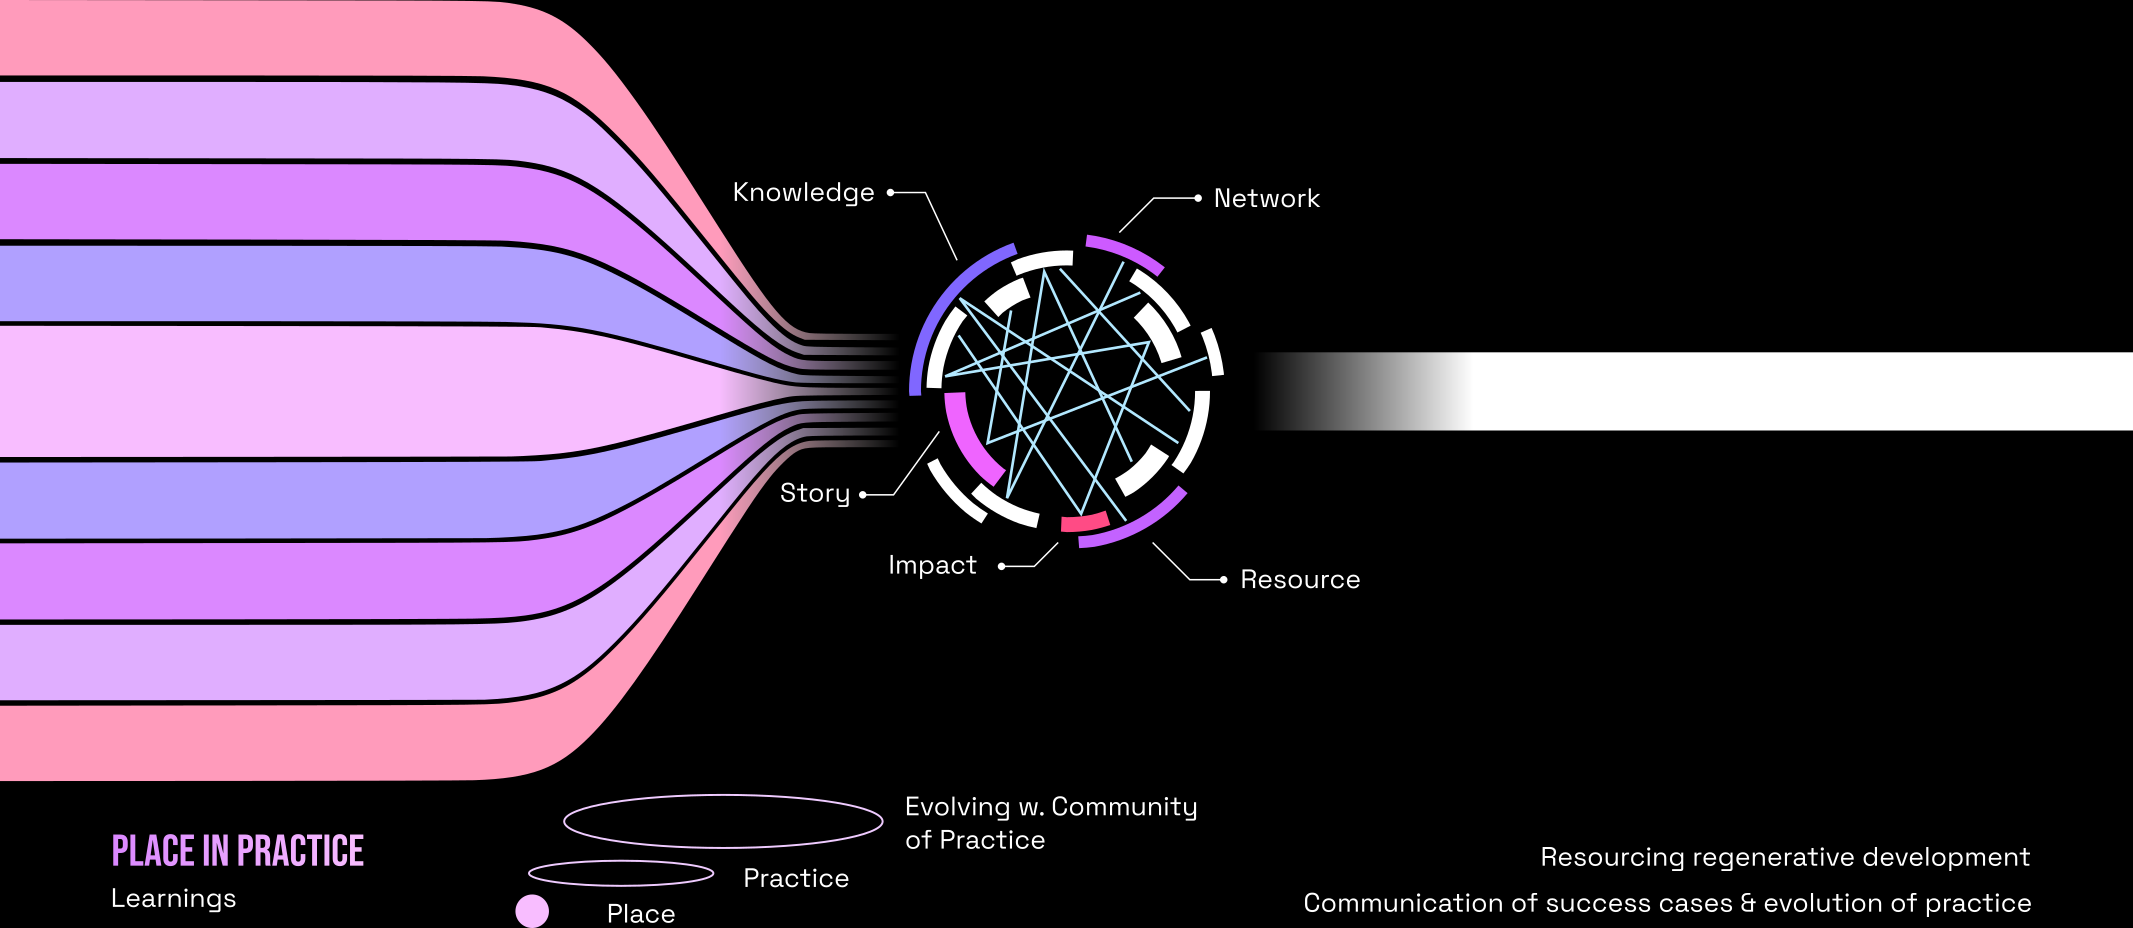 Knowledge
Network
Story
Impact
Resource
PLACE IN PRACTICE
Learnings
Evolving w. Community
of Practice
Practice
Place
Resourcing regenerative development
Communication of success cases & evolution of practice